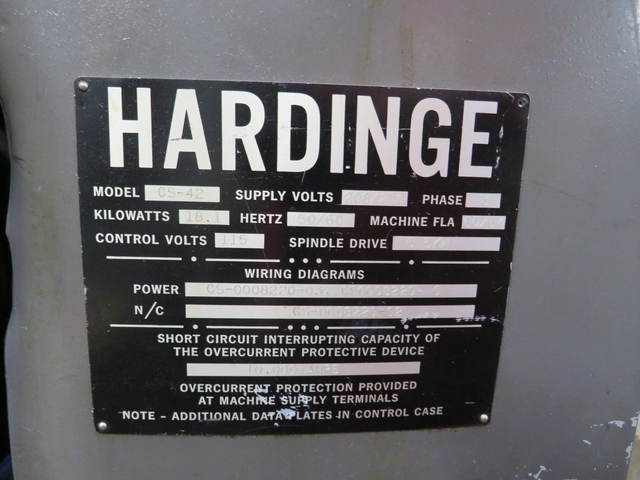 HARDINGE
MODEL CS-42 SUPPLY VOLTS PHASE
KILOWATTS 18.1 HERTZ 50/60 MACHINE FLA
CONTROL VOLTS 115 SPINDLE DRIVE
WIRING DIAGRAMS
POWER
N/C
SHORT CIRCUIT INTERRUPTING CAPACITY OF
THE OVERCURRENT PROTECTIVE DEVICE
10,000 AMPS
OVERCURRENT PROTECTION PROVIDED
AT MACHINE SUPPLY TERMINALS
NOTE - ADDITIONAL DATA PLATES IN CONTROL CASE